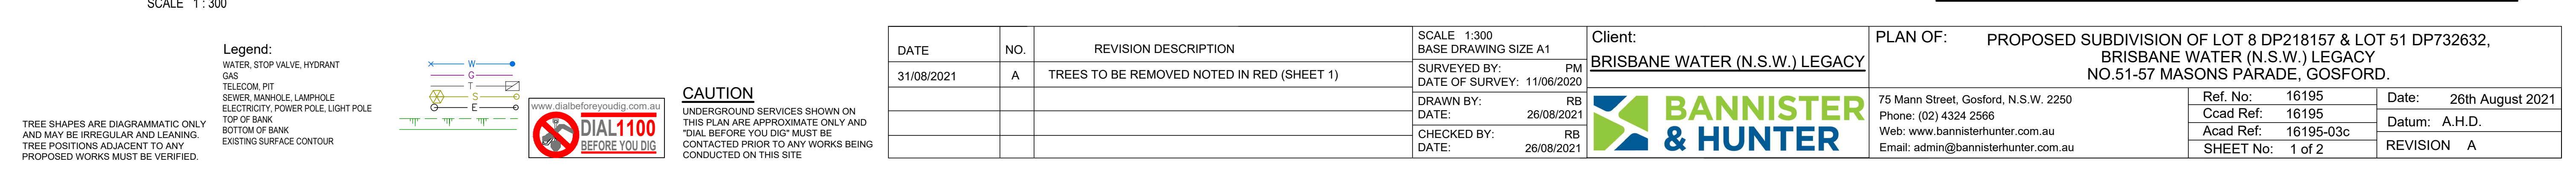 SCALE 1 : 300
TREE SHAPES ARE DIAGRAMMATIC ONLY
AND MAY BE IRREGULAR AND LEANING.
TREE POSITIONS ADJACENT TO ANY
PROPOSED WORKS MUST BE VERIFIED.
Legend:
WATER, STOP VALVE, HYDRANT
W
GAS
G
TELECOM, PIT
T
SEWER, MANHOLE, LAMPHOLE
S
ELECTRICITY, POWER POLE, LIGHT POLE
E
TOP OF BANK
BOTTOM OF BANK
EXISTING SURFACE CONTOUR
www.dialbeforeyoudig.com.au
DIAL1100
BEFORE YOU DIG
CAUTION
UNDERGROUND SERVICES SHOWN ON
THIS PLAN ARE APPROXIMATE ONLY AND
"DIAL BEFORE YOU DIG" MUST BE
CONTACTED PRIOR TO ANY WORKS BEING
CONDUCTED ON THIS SITE
DATE NO. REVISION DESCRIPTION
31/08/2021 A TREES TO BE REMOVED NOTED IN RED (SHEET 1)
SCALE 1:300
BASE DRAWING SIZE A1
SURVEYED BY: PM
DATE OF SURVEY: 11/06/2020
DRAWN BY: RB
DATE: 26/08/2021
CHECKED BY: RB
DATE: 26/08/2021
Client:
BRISBANE WATER (N.S.W.) LEGACY
BANNISTER
& HUNTER
PLAN OF: PROPOSED SUBDIVISION OF LOT 8 DP218157 & LOT 51 DP732632,
BRISBANE WATER (N.S.W.) LEGACY
NO.51-57 MASONS PARADE, GOSFORD.
75 Mann Street, Gosford, N.S.W. 2250
Phone: (02) 4324 2566
Web: www.bannisterhunter.com.au
Email: admin@bannisterhunter.com.au
Ref. No: 16195
Ccad Ref: 16195
Acad Ref: 16195-03c
SHEET No: 1 of 2
Date: 26th August 2021
Datum: A.H.D.
REVISION A